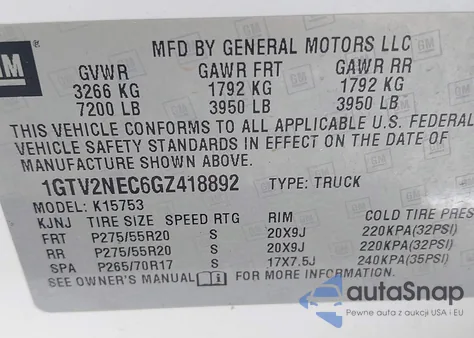 GM
MFD BY GENERAL MOTORS LLC
GVWR GAWR FRT GAWR RR
3266 KG 1792 KG 1792 KG
7200 LB 3950 LB 3950 LB
THIS VEHICLE CONFORMS TO ALL APPLICABLE U.S. FEDERAL
VEHICLE SAFETY STANDARDS IN EFFECT ON THE DATE OF
MANUFACTURE SHOWN ABOVE.
1GTV2NEC6GZ418892 TYPE: TRUCK
MODEL: K15753
KJNJ TIRE SIZE SPEED RTG RIM COLD TIRE PRES
FRT P275/55R20 S 20X9J 220KPA(32PSI)
RR P275/55R20 S 20X9J 220KPA(32PSI)
SPA P265/70R17 S 17X7.5J 240KPA(35PSI)
SEE OWNER'S MANUAL FOR MORE INFORMATION.
autoSnap
Pewne auta z aukcji USA i EU